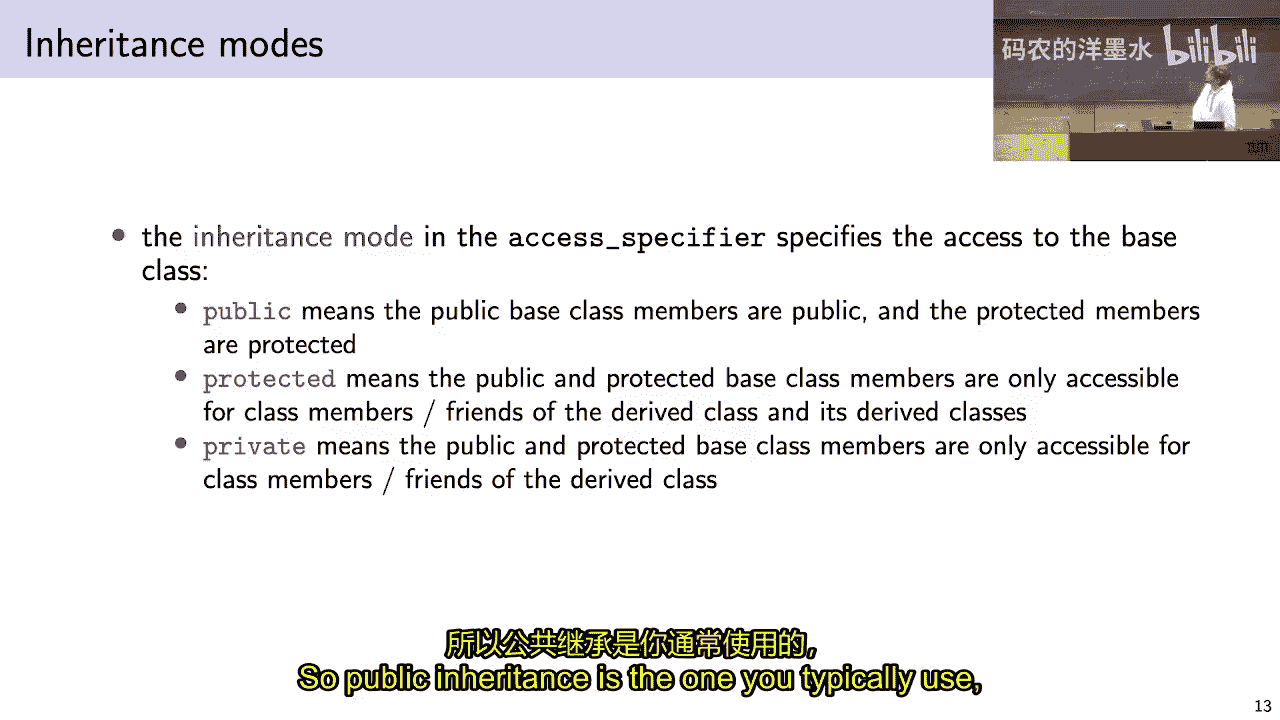 Inheritance modes
码农的洋墨水 bilibili
the inheritance mode in the access_specifier specifies the access to the base
class:
public means the public base class members are public, and the protected members
are protected
protected means the public and protected base class members are only accessible
for class members / friends of the derived class and its derived classes
private means the public and protected base class members are only accessible for
class members / friends of the derived class
所以公共继承是你通常使用的,
So public inheritance is the one you typically use,
13